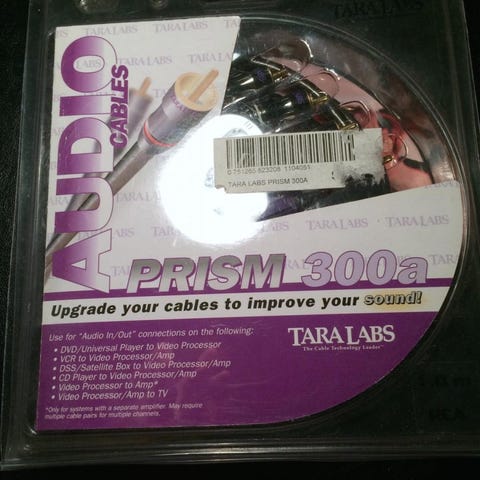 TARA LABS
AUDIO
CABLES
0 751265 823208 1104051
TARA LABS PRISM 300A
PRISM 300a
Upgrade your cables to improve your sound!
Use for "Audio In/Out" connections on the following:
• DVD/Universal Player to Video Processor
• VCR to Video Processor/Amp
• DSS/Satellite Box to Video Processor/Amp
• CD Player to Video Processor/Amp
• Video Processor to Amp*
• Video Processor/Amp to TV
*Only for systems with a separate amplifier. May require
multiple cable pairs for multiple channels.
TARA LABS
The Cable Technology Leader